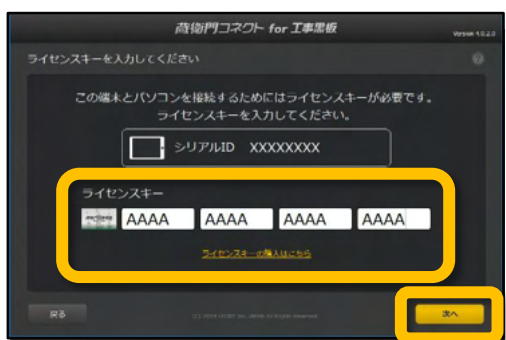 蔵衛門コネクト for 工事黒板
Version 4.0.2.0
ライセンスキーを入力してください
この端末とパソコンを接続するためにはライセンスキーが必要です。
ライセンスキーを入力してください。
シリアルID XXXXXXXX
ライセンスキー
AAAA AAAA AAAA AAAA
ライセンスキーの購入はこちら
戻る
次へ